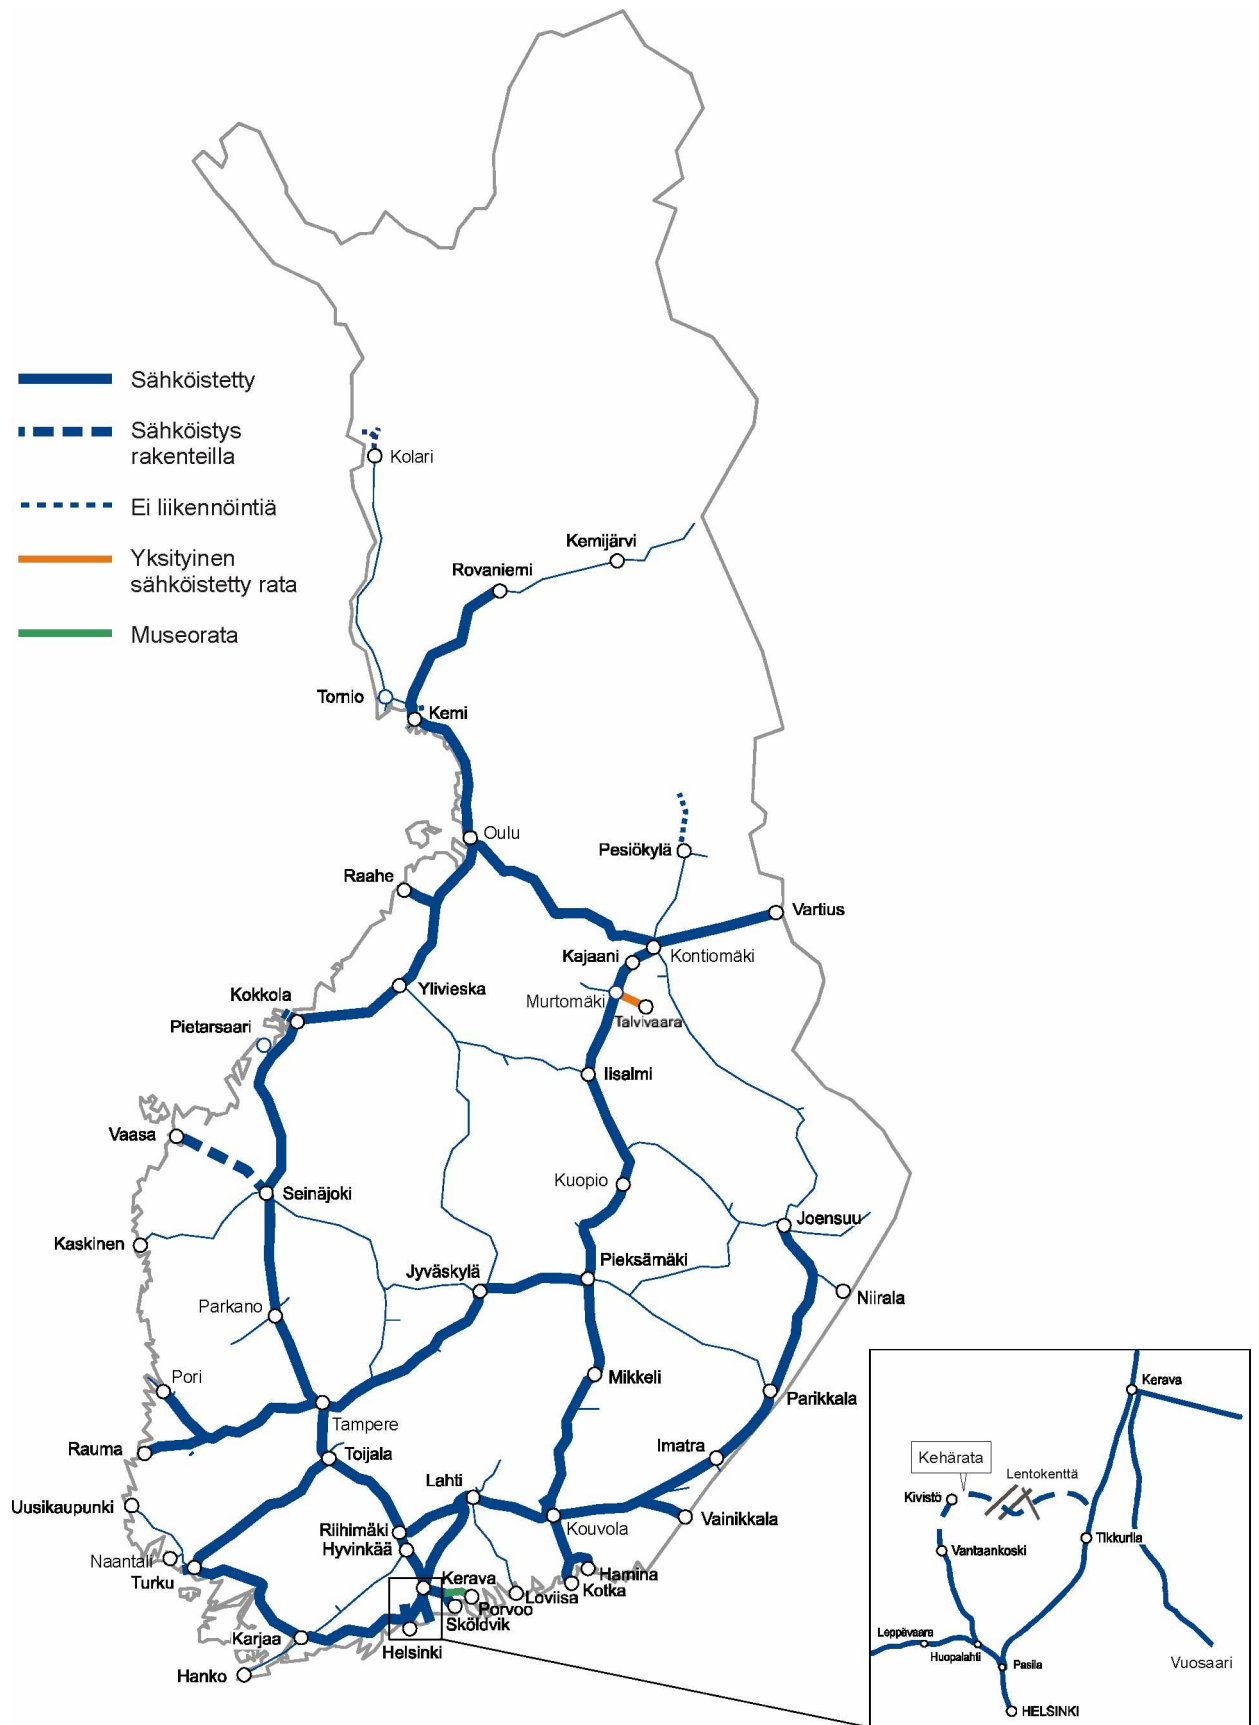 Sähköistetty
Sähköistys
rakenteilla
Ei liikennöintiä
Yksityinen
sähköistetty rata
Museorata
Kolari
Kemijärvi
Rovaniemi
Tornio
Kemi
Oulu
Pesiökylä
Raahe
Vartius
Kajaani
Kontiomäki
Ylivieska
Murtomäki
Kokkola
Talvivaara
Pietarsaari
Iisalmi
Vaasa
Kuopio
Seinäjoki
Joensuu
Kaskinen
Pieksämäki
Jyväskylä
Niirala
Parkano
Pori
Mikkeli
Parikkala
Tampere
Rauma
Toijala
Imatra
Lahti
Uusikaupunki
Vainikkala
Kouvola
Riihimäki
Hyvinkää
Naantali
Turku
Kerava
Hamina
Kotka
Loviisa
Porvoo
Sköldvik
Karjaa
Helsinki
Hanko
Kerava
Kehärata
Lentokenttä
Kivistö
Tikkurila
Vantaankoski
Leppävaara
Huopalahti
Pasila
Vuosaari
HELSINKI